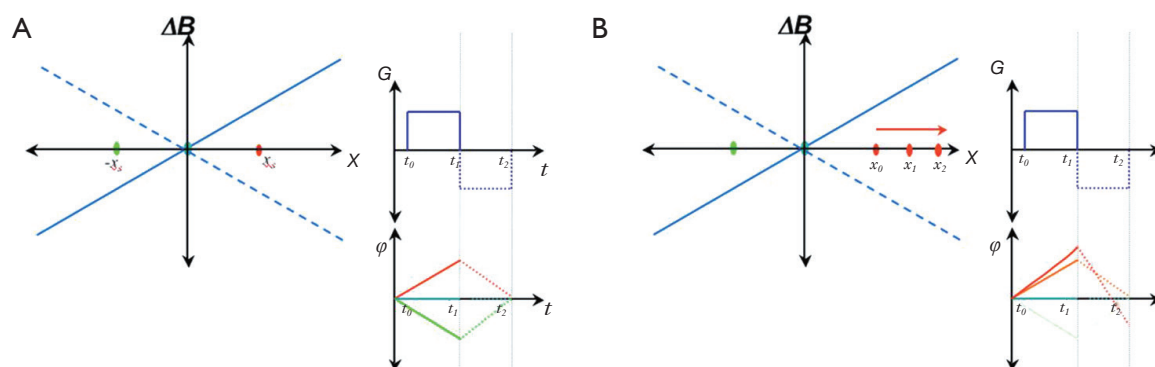 A
ΔB
-xₛ
xₛ
X
G
t₀
t₁
t₂
t
φ
t₀
t₁
t₂
t
B
ΔB
x₀
x₁
x₂
X
G
t₀
t₁
t₂
φ
t₀
t₁
t₂